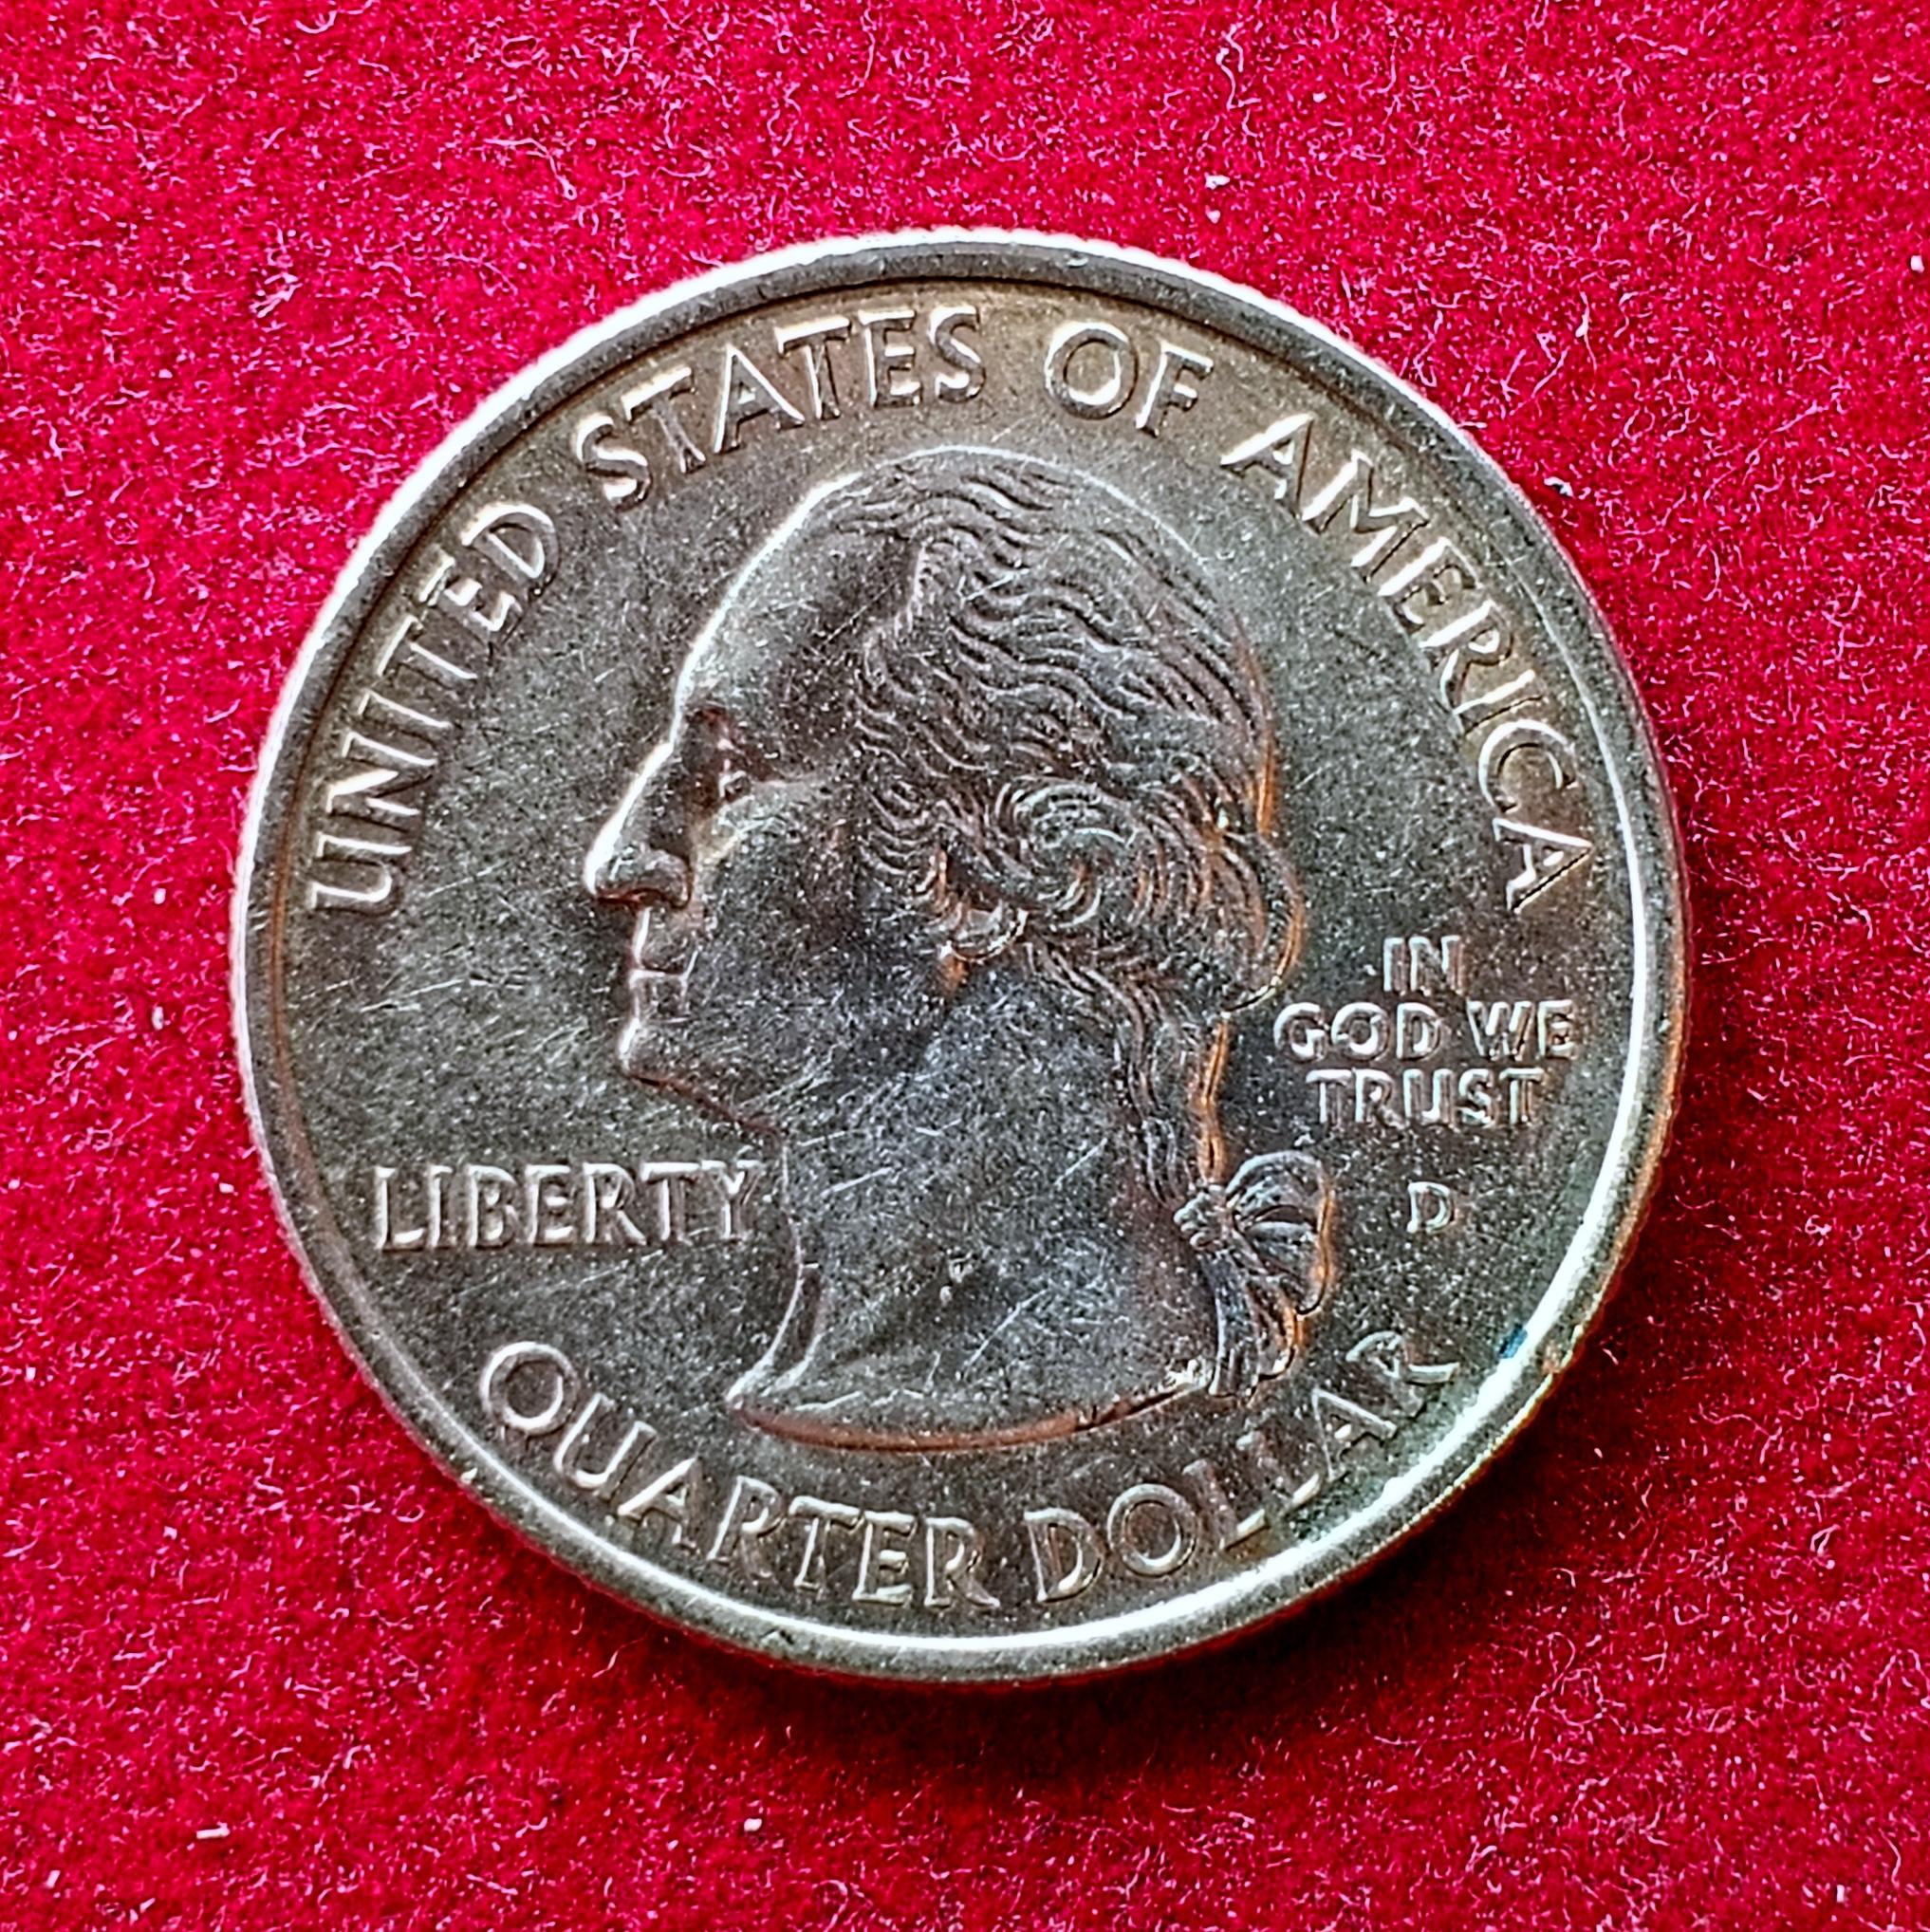 UNITED STATES OF AMERICA
LIBERTY
IN
GOD WE
TRUST
D
QUARTER DOLLAR